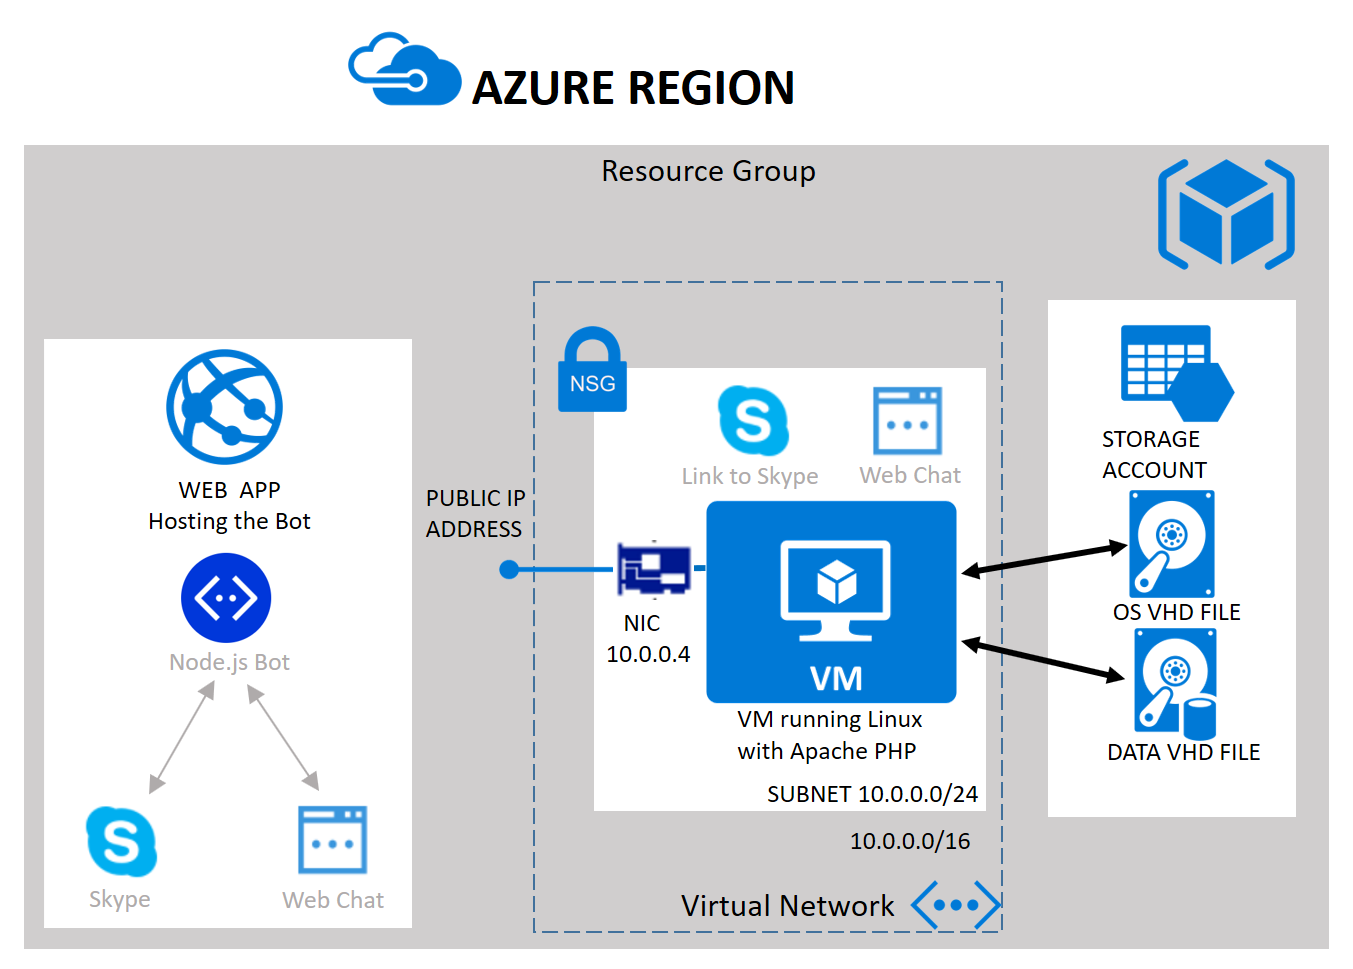 AZURE REGION
Resource Group
WEB APP
Hosting the Bot
Node.js Bot
Skype
Web Chat
PUBLIC IP
ADDRESS
NSG
Link to Skype
Web Chat
NIC
10.0.0.4
VM
VM running Linux
with Apache PHP
SUBNET 10.0.0.0/24
10.0.0.0/16
Virtual Network
STORAGE
ACCOUNT
OS VHD FILE
DATA VHD FILE